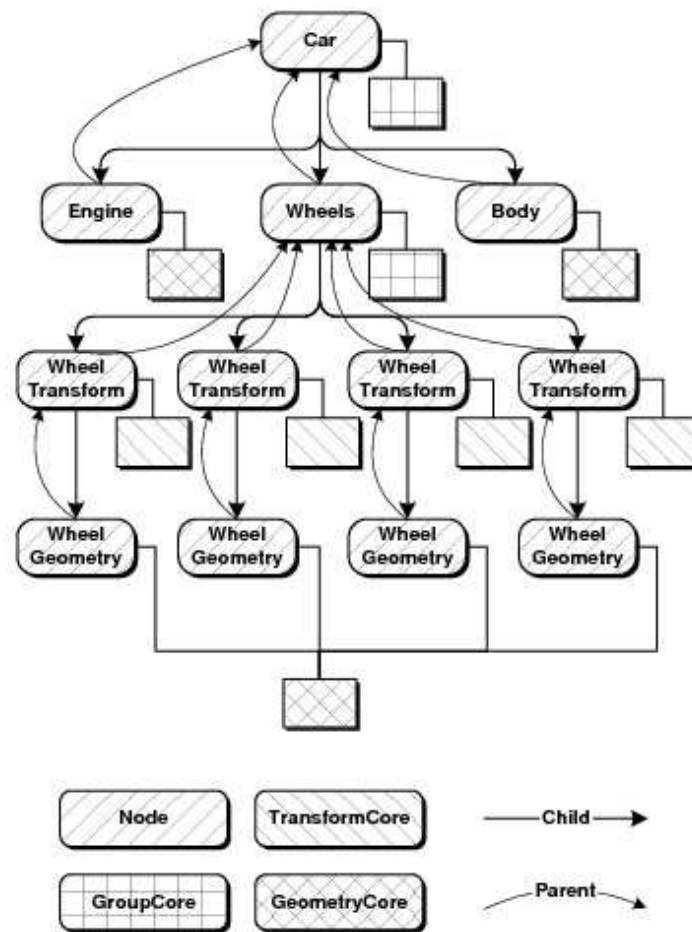 Car
Engine
Wheels
Body
Wheel
Transform
Wheel
Transform
Wheel
Transform
Wheel
Transform
Wheel
Geometry
Wheel
Geometry
Wheel
Geometry
Wheel
Geometry
Node
TransformCore
Child
GroupCore
GeometryCore
Parent